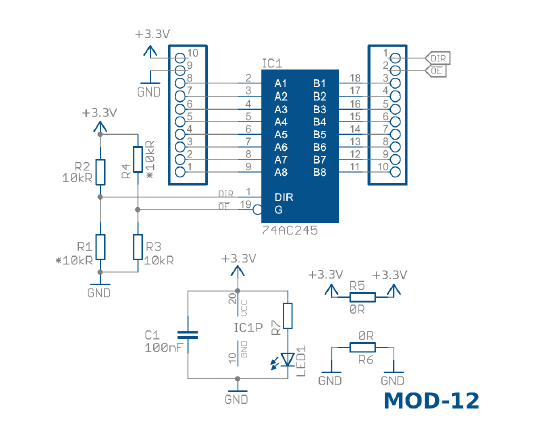 +3.3V
10
9
8
7
6
5
4
3
2
1
GND
IC1
2 A1 B1 18
3 A2 B2 17
4 A3 B3 16
5 A4 B4 15
6 A5 B5 14
7 A6 B6 13
8 A7 B7 12
9 A8 B8 11
DIR 1 DIR
OE 19 G
74AC245
1
2
3
4
5
6
7
8
9
10
DIR
OE
+3.3V
R2
10kR
R4
*10kR
R1
*10kR
R3
10kR
GND
+3.3V
C1
100nF
20
VCC
IC1P
10
GND
R7
LED1
GND
+3.3V
+3.3V
R5
0R
0R
R6
GND
GND
MOD-12